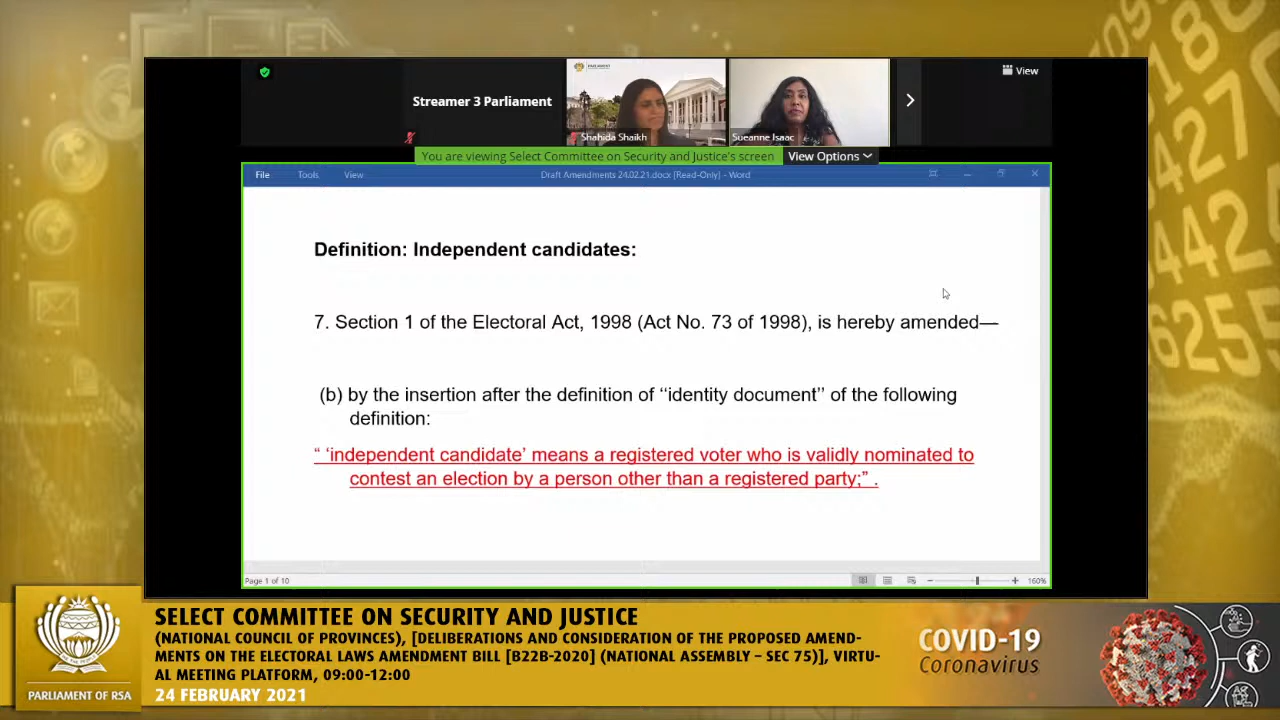 View
Streamer 3 Parliament
PARLIAMENT
Shahida Shaikh
Sueanne Isaac
You are viewing Select Committee on Security and Justice's screen
View Options
File Tools View Draft Amendments 24.02.21.docx [Read-Only] - Word
Definition: Independent candidates:
7. Section 1 of the Electoral Act, 1998 (Act No. 73 of 1998), is hereby amended—
(b) by the insertion after the definition of ‘‘identity document’’ of the following
definition:
“ ‘independent candidate’ means a registered voter who is validly nominated to
contest an election by a person other than a registered party;” .
Page 1 of 10
160%
SELECT COMMITTEE ON SECURITY AND JUSTICE
(NATIONAL COUNCIL OF PROVINCES), [DELIBERATIONS AND CONSIDERATION OF THE PROPOSED AMEND-
MENTS ON THE ELECTORAL LAWS AMENDMENT BILL [B22B-2020] (NATIONAL ASSEMBLY – SEC 75)], VIRTU-
AL MEETING PLATFORM, 09:00-12:00
24 FEBRUARY 2021
PARLIAMENT OF RSA
COVID-19
Coronavirus